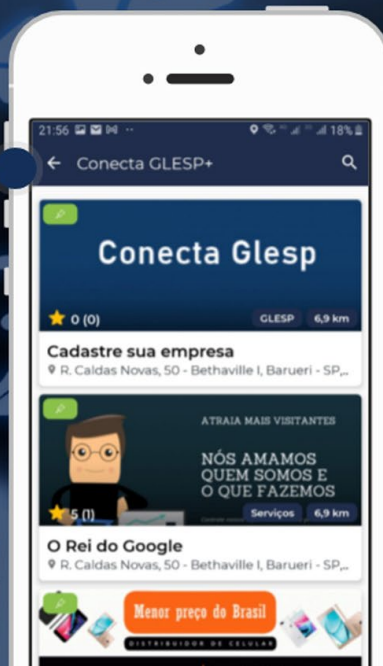 21:56
18%
Conecta GLESP+
Conecta Glesp
0 (0)
GLESP
6,9 km
Cadastre sua empresa
R. Caldas Novas, 50 - Bethaville I, Barueri - SP,...
ATRAIA MAIS VISITANTES
NÓS AMAMOS
QUEM SOMOS E
O QUE FAZEMOS
5 (1)
Serviços
6,9 km
O Rei do Google
R. Caldas Novas, 50 - Bethaville I, Barueri - SP,...
Menor preço do Brasil
DISTRIBUIDOR DE CELULAR